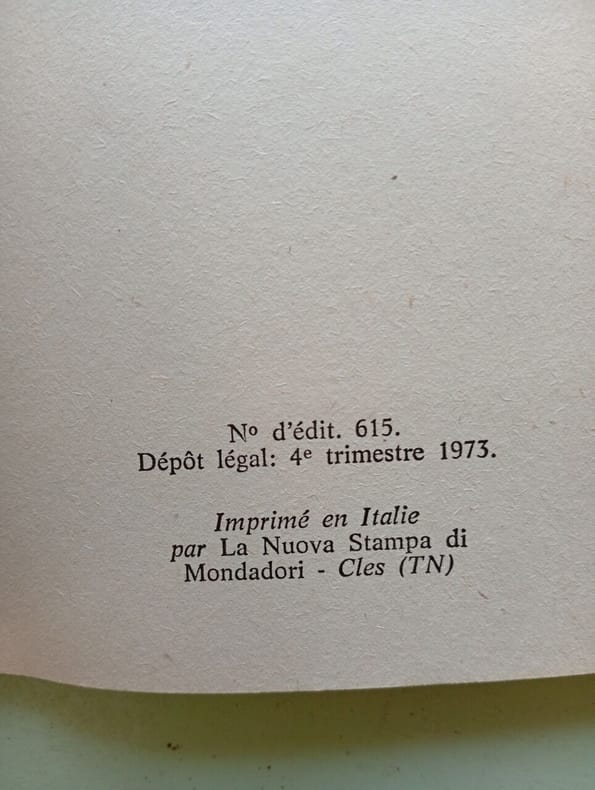 Nº d'édit. 615.
Dépôt légal: 4e trimestre 1973.
Imprimé en Italie
par La Nuova Stampa di
Mondadori - Cles (TN)